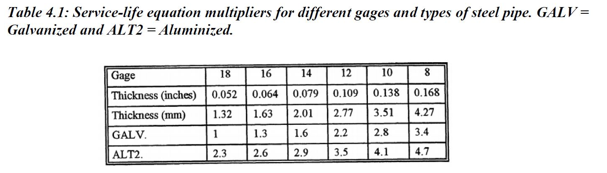 Table 4.1: Service-life equation multipliers for different gages and types of steel pipe. GALV =
Galvanized and ALT2 = Aluminized.
Gage 18 16 14 12 10 8
Thickness (inches) 0.052 0.064 0.079 0.109 0.138 0.168
Thickness (mm) 1.32 1.63 2.01 2.77 3.51 4.27
GALV. 1 1.3 1.6 2.2 2.8 3.4
ALT2. 2.3 2.6 2.9 3.5 4.1 4.7